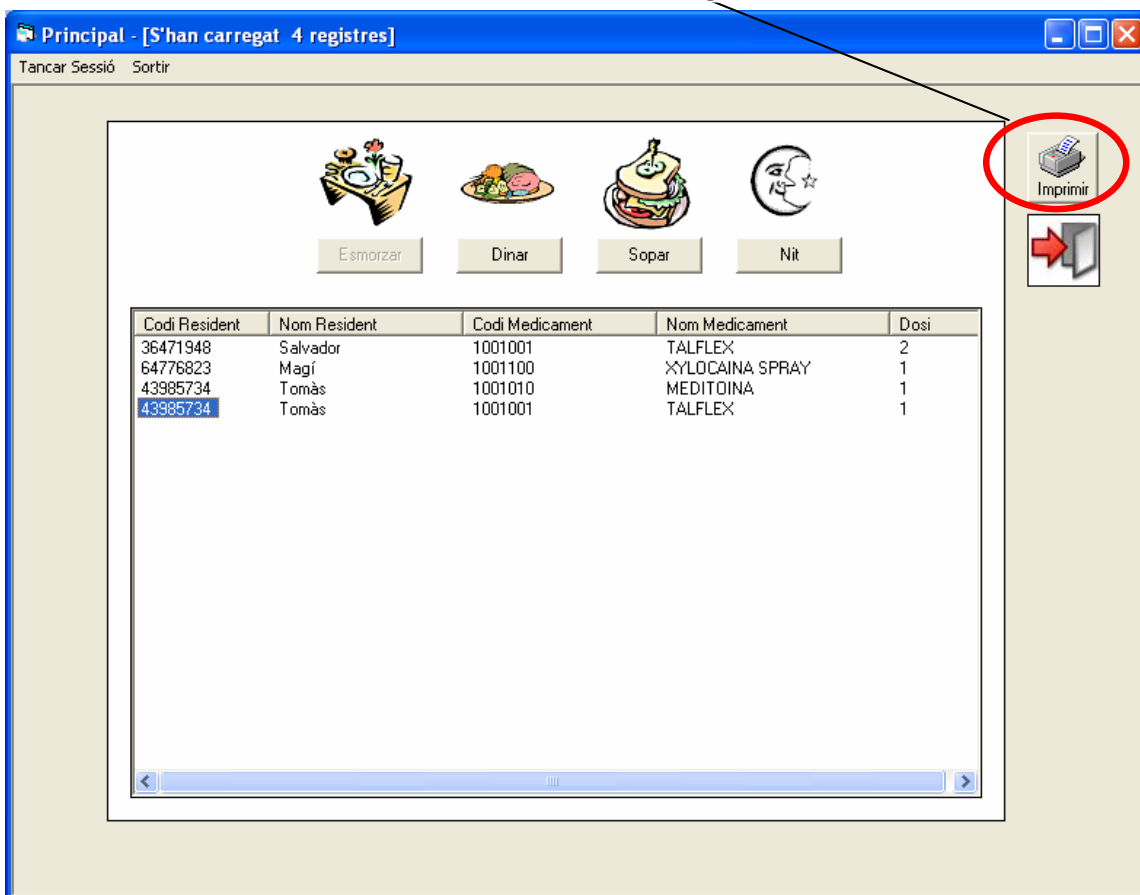 Principal - [S'han carregat 4 registres]
Tancar Sessió Sortir
Imprimir
Esmorzar Dinar Sopar Nit
Codi Resident Nom Resident Codi Medicament Nom Medicament Dosi
36471948 Salvador 1001001 TALFLEX 2
64776823 Magí 1001100 XYLOCAINA SPRAY 1
43985734 Tomàs 1001010 MEDITOINA 1
43985734 Tomàs 1001001 TALFLEX 1